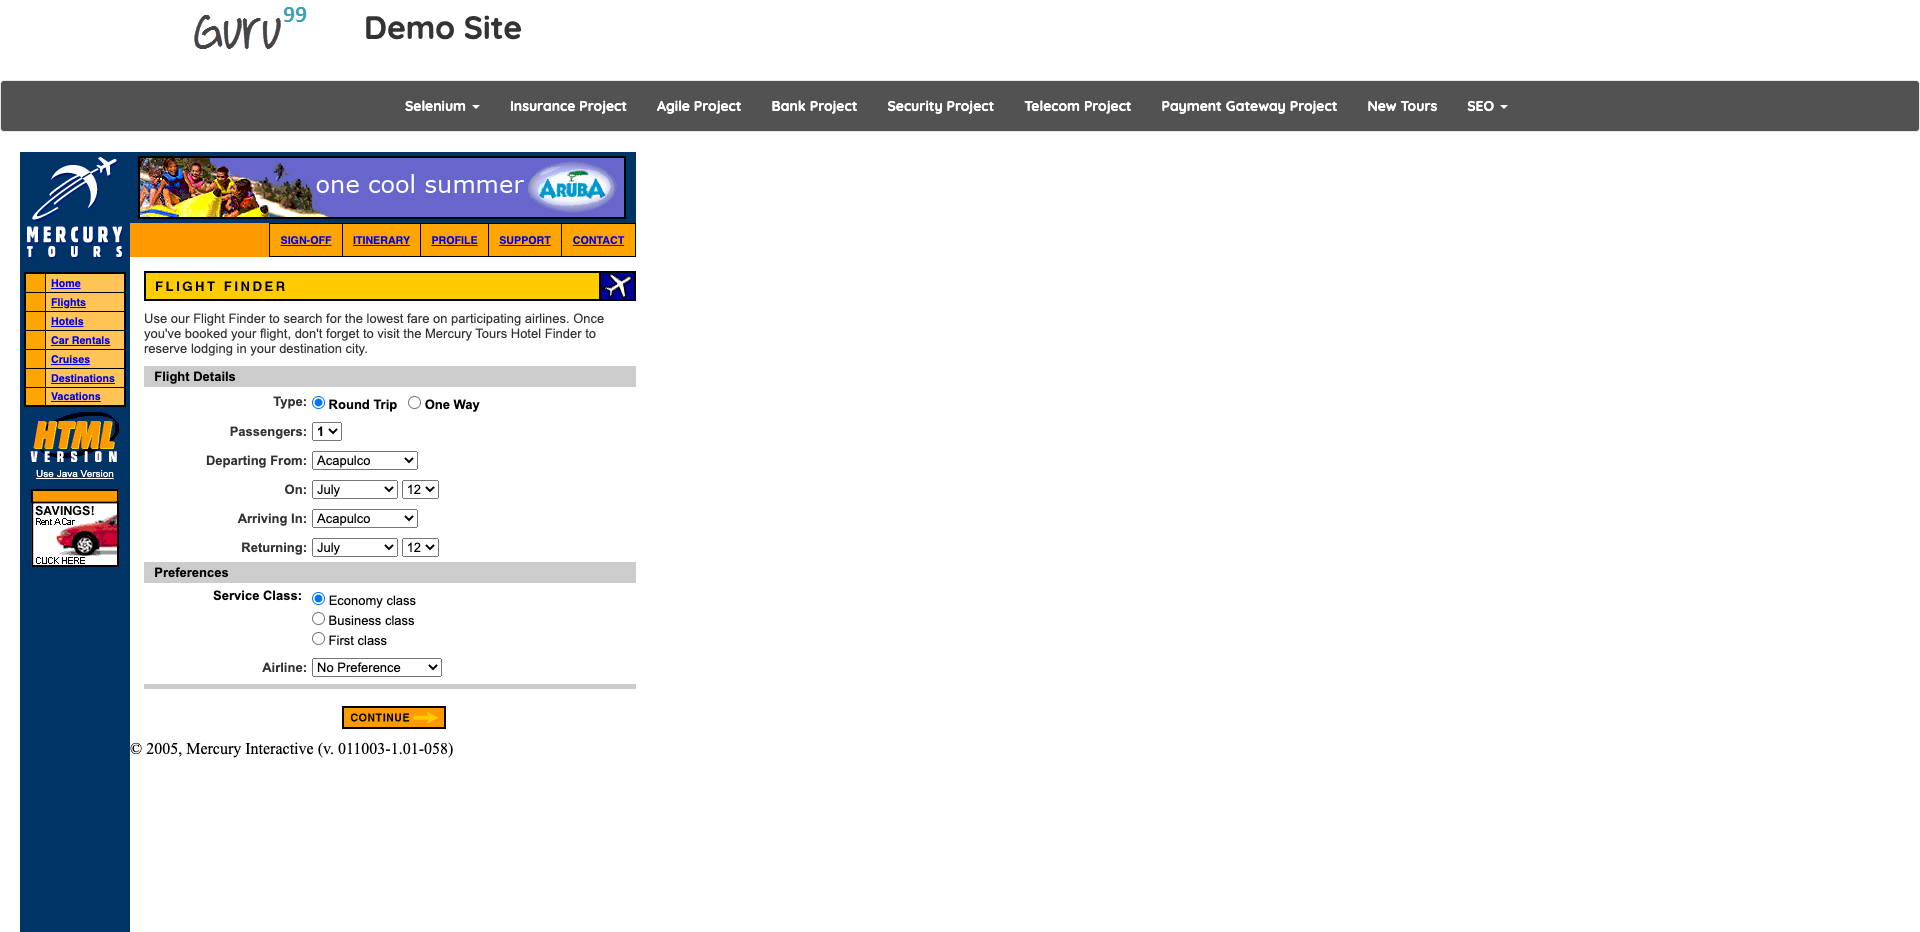 Guru99
Demo Site
Selenium
Insurance Project
Agile Project
Bank Project
Security Project
Telecom Project
Payment Gateway Project
New Tours
SEO
MERCURY
TOURS
one cool summer
ARUBA
SIGN-OFF
ITINERARY
PROFILE
SUPPORT
CONTACT
Home
Flights
Hotels
Car Rentals
Cruises
Destinations
Vacations
HTML
VERSION
Use Java Version
SAVINGS!
Rent A Car
CLICK HERE
FLIGHT FINDER
Use our Flight Finder to search for the lowest fare on participating airlines. Once
you've booked your flight, don't forget to visit the Mercury Tours Hotel Finder to
reserve lodging in your destination city.
Flight Details
Type: Round Trip One Way
Passengers: 1
Departing From: Acapulco
On: July 12
Arriving In: Acapulco
Returning: July 12
Preferences
Service Class: Economy class
Business class
First class
Airline: No Preference
CONTINUE
© 2005, Mercury Interactive (v. 011003-1.01-058)